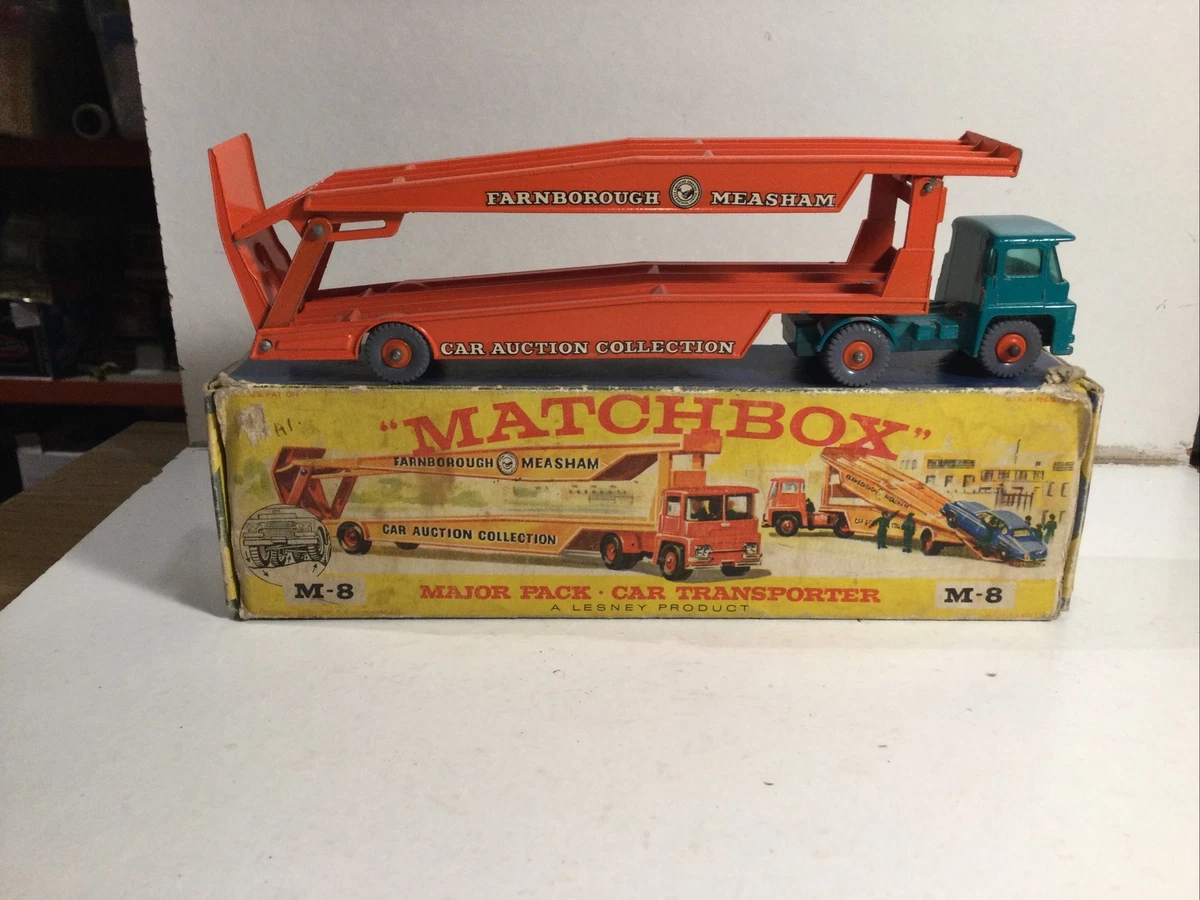 FARNBOROUGH MEASHAM
CAR AUCTION COLLECTION
"MATCHBOX"
FARNBOROUGH MEASHAM
CAR AUCTION COLLECTION
M-8
MAJOR PACK · CAR TRANSPORTER
M-8
A LESNEY PRODUCT